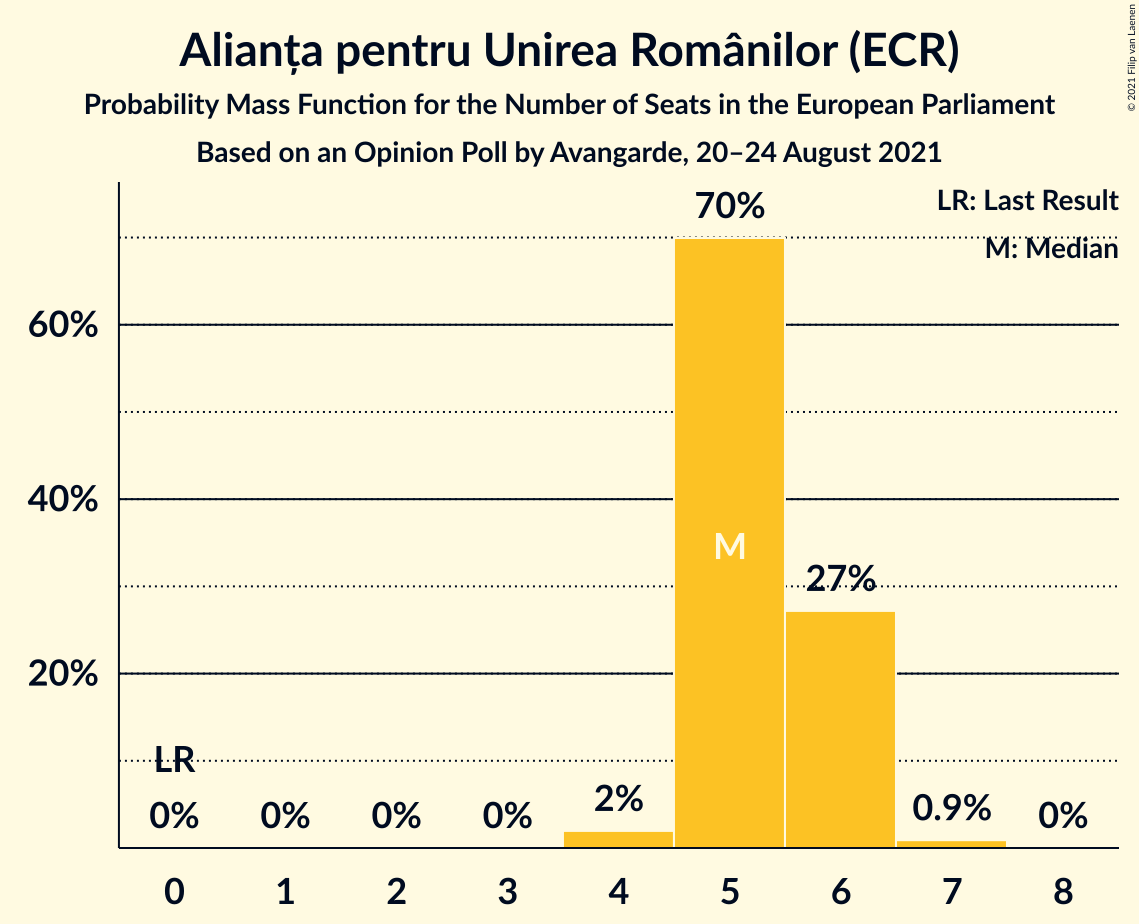 Alianța pentru Unirea Românilor (ECR)
Probability Mass Function for the Number of Seats in the European Parliament
Based on an Opinion Poll by Avangarde, 20–24 August 2021
© 2021 Filip van Laenen
LR: Last Result
M: Median
70%
60%
40%
M
27%
20%
LR
0%
0%
0%
0%
2%
0.9%
0%
0 1 2 3 4 5 6 7 8